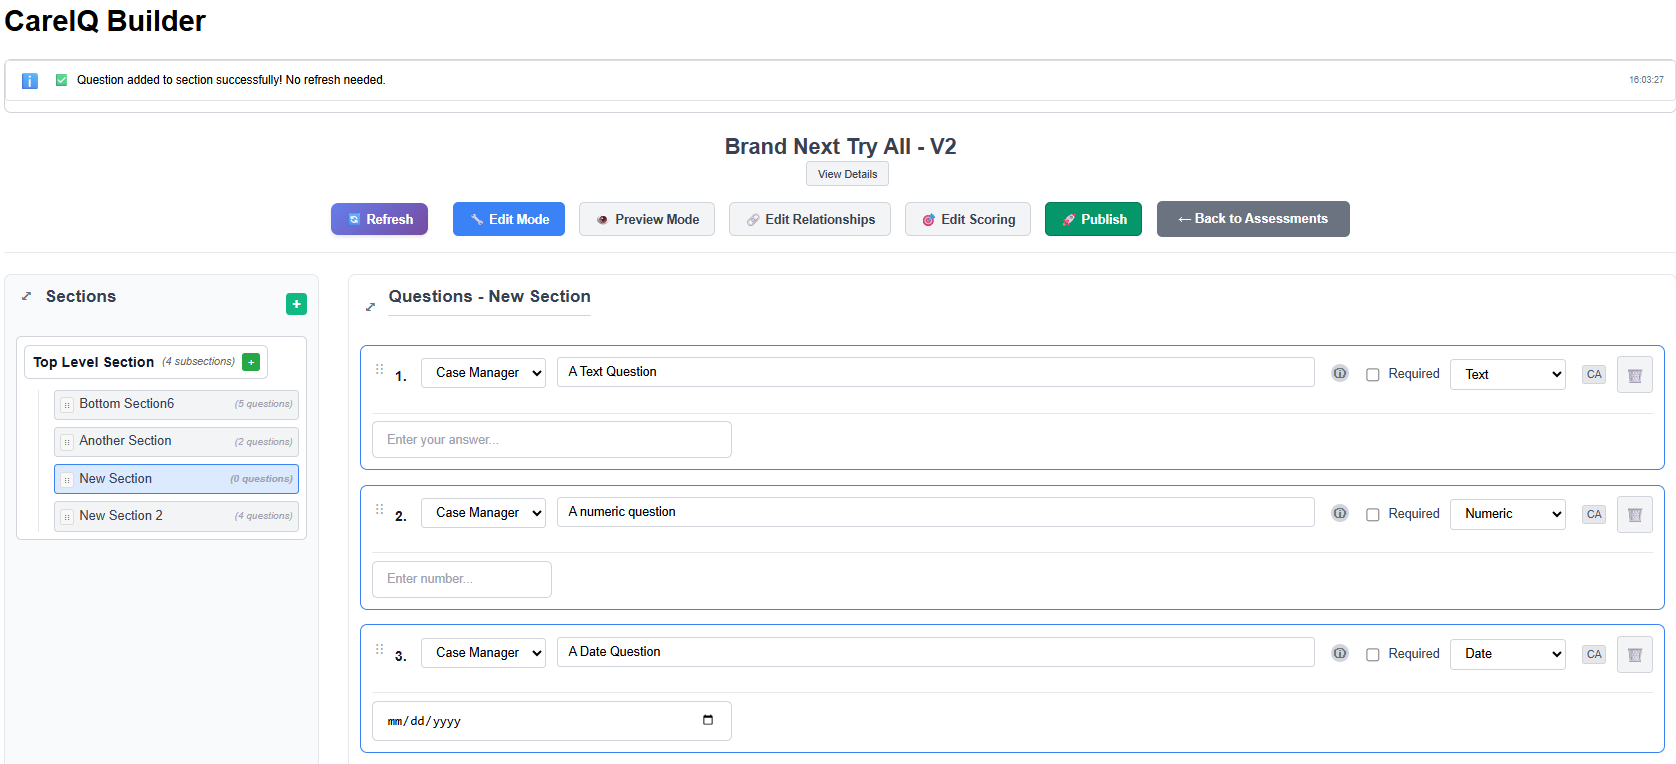 CareIQ Builder
Question added to section successfully! No refresh needed.
16:03:27
Brand Next Try All - V2
View Details
Refresh
Edit Mode
Preview Mode
Edit Relationships
Edit Scoring
Publish
← Back to Assessments
Sections
+
Top Level Section (4 subsections) +
Bottom Section6 (5 questions)
Another Section (2 questions)
New Section (0 questions)
New Section 2 (4 questions)
Questions - New Section
1. Case Manager A Text Question Required Text CA
Enter your answer...
2. Case Manager A numeric question Required Numeric CA
Enter number...
3. Case Manager A Date Question Required Date CA
mm/dd/yyyy